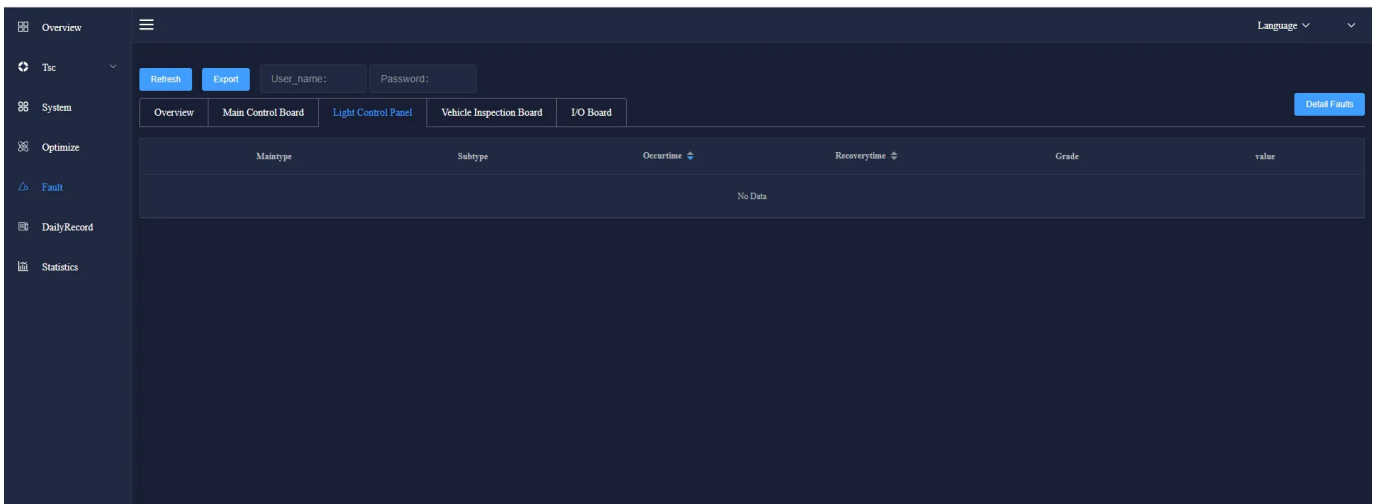 Overview
Tsc
System
Optimize
Fault
DailyRecord
Statistics
Language
Refresh Export User_name: Password:
Detail Faults
Overview Main Control Board Light Control Panel Vehicle Inspection Board I/O Board
Maintype Subtype Occurtime Recoverytime Grade value
No Data